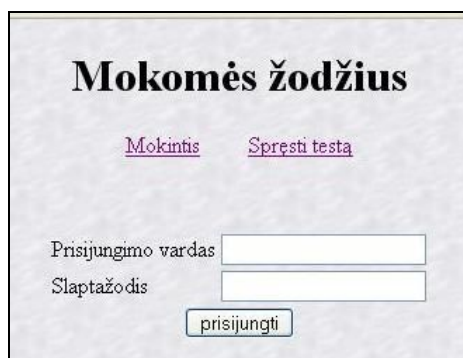 Mokomės žodžius
Mokintis Spręsti testą
Prisijungimo vardas
Slaptažodis
prisijungti